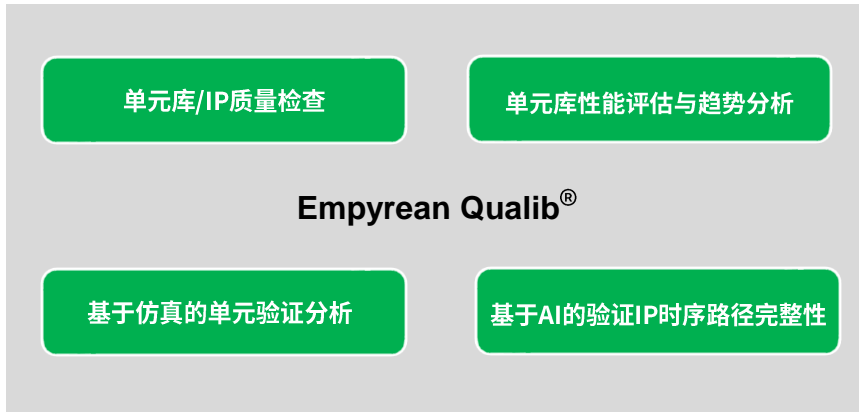 单元库/IP质量检查
单元库性能评估与趋势分析
Empyrean Qualib®
基于仿真的单元验证分析
基于AI的验证IP时序路径完整性